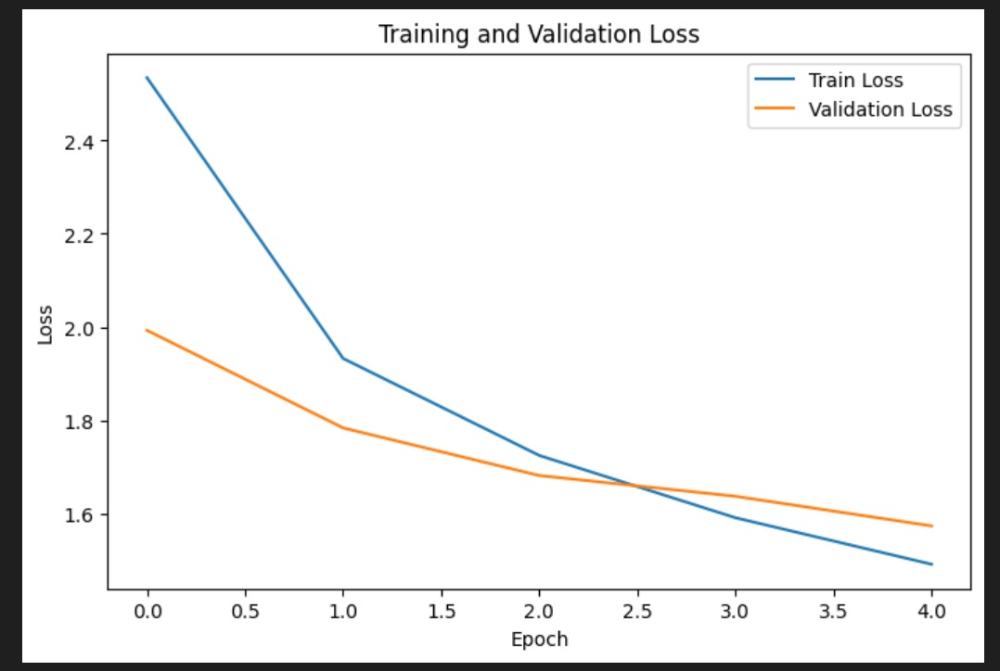 Training and Validation Loss
Train Loss
Validation Loss
2.4
2.2
2.0
1.8
1.6
Loss
0.0 0.5 1.0 1.5 2.0 2.5 3.0 3.5 4.0
Epoch